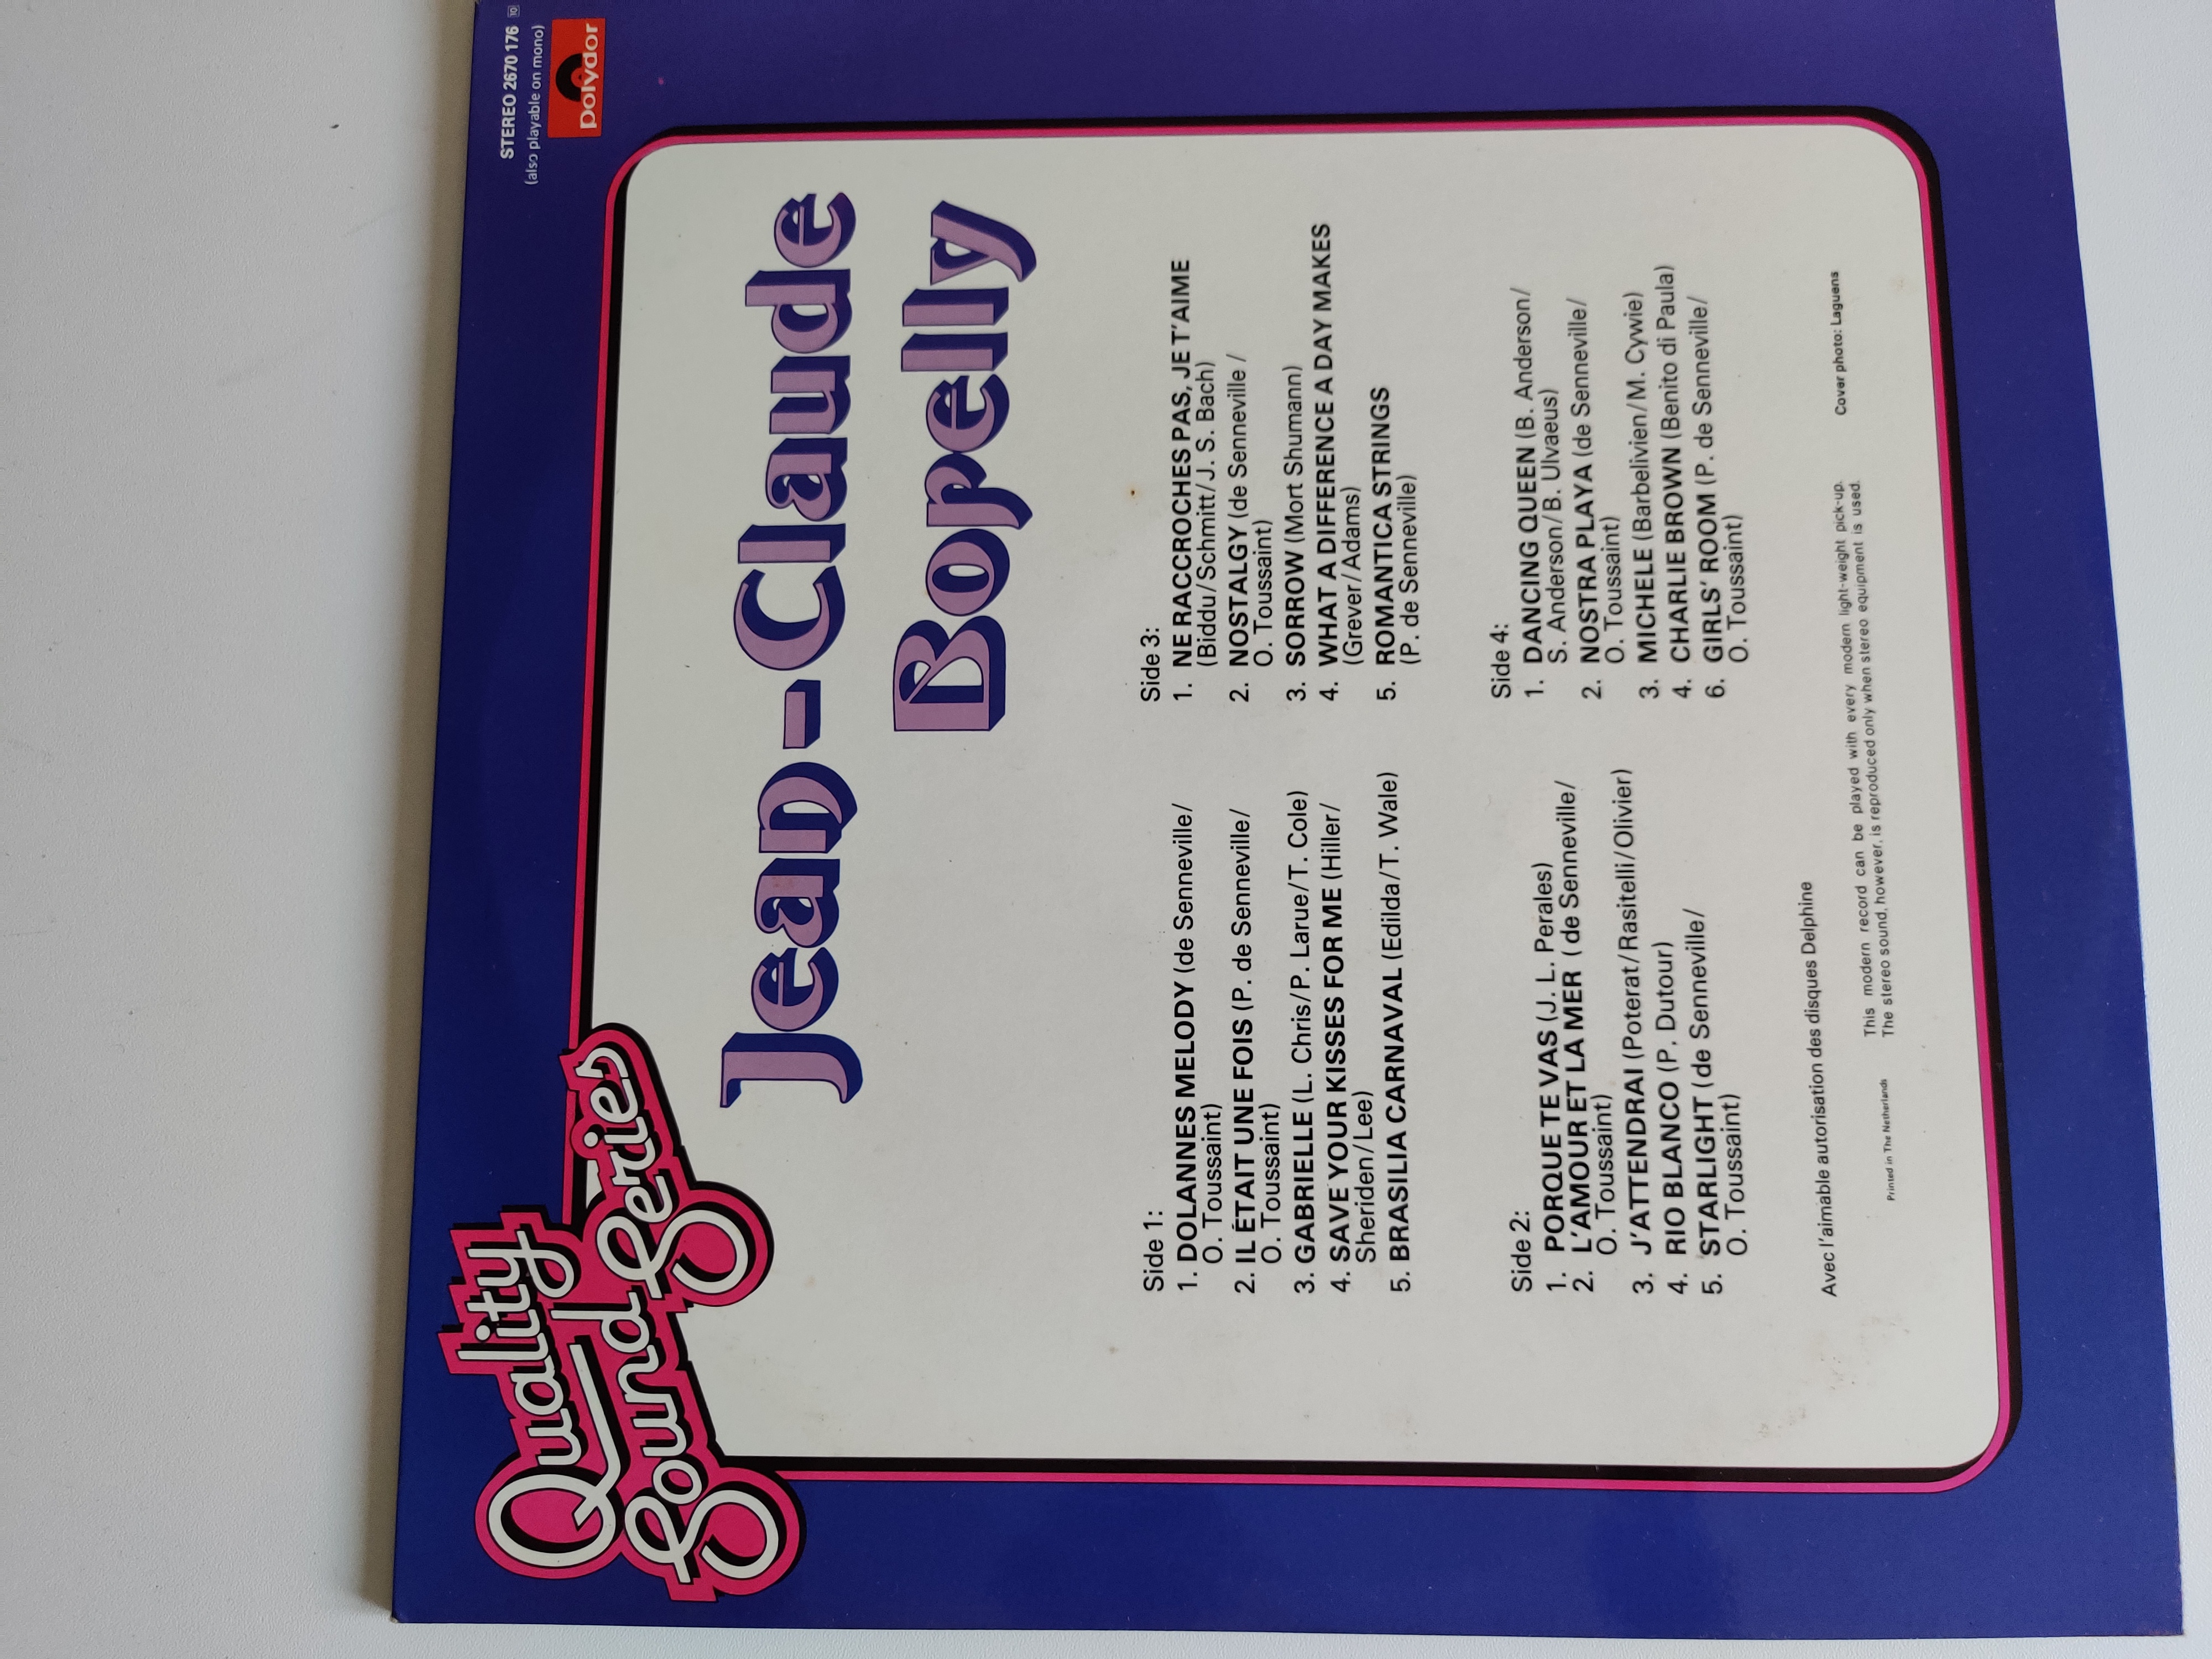 Quality
Sound Series
STEREO 2670 176 10
(also playable on mono)
polydor
Jean-Claude
Borelly
Side 1:
1. DOLANNES MELODY (de Senneville/
O. Toussaint)
2. IL ÉTAIT UNE FOIS (P. de Senneville/
O. Toussaint)
3. GABRIELLE (L. Chris/P. Larue/T. Cole)
4. SAVE YOUR KISSES FOR ME (Hiller/
Sheriden/Lee)
5. BRASILIA CARNAVAL (Edilda/T. Wale)
Side 2:
1. PORQUE TE VAS (J. L. Perales)
2. L'AMOUR ET LA MER ( de Senneville/
O. Toussaint)
3. J'ATTENDRAI (Poterat/Rasitelli/Olivier)
4. RIO BLANCO (P. Dutour)
5. STARLIGHT (de Senneville/
O. Toussaint)
Side 3:
1. NE RACCROCHES PAS, JE T'AIME
(Biddu/Schmitt/J. S. Bach)
2. NOSTALGY (de Senneville /
O. Toussaint)
3. SORROW (Mort Shumann)
4. WHAT A DIFFERENCE A DAY MAKES
(Grever/Adams)
5. ROMANTICA STRINGS
(P. de Senneville)
Side 4:
1. DANCING QUEEN (B. Anderson/
S. Anderson/B. Ulvaeus)
2. NOSTRA PLAYA (de Senneville/
O. Toussaint)
3. MICHELE (Barbelivien/M. Cywie)
4. CHARLIE BROWN (Benito di Paula)
6. GIRLS' ROOM (P. de Senneville/
O. Toussaint)
Avec l'aimable autorisation des disques Delphine
Printed in The Netherlands
This modern record can be played with every modern light-weight pick-up.
The stereo sound, however, is reproduced only when stereo equipment is used.
Cover photo: Laguens